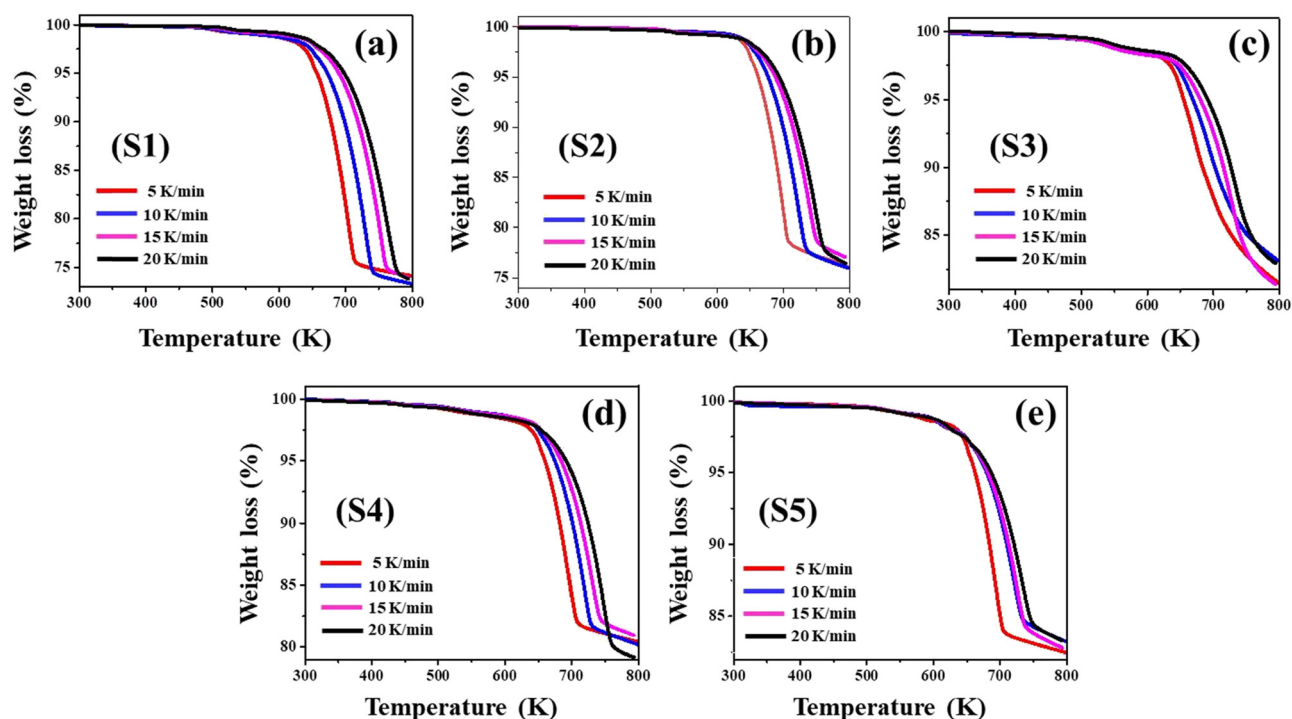 (a)
100
95
90
85
80
75
Weight loss (%)
(S1)
5 K/min
10 K/min
15 K/min
20 K/min
300 400 500 600 700 800
Temperature (K)
(b)
100
95
90
85
80
75
Weight loss (%)
(S2)
5 K/min
10 K/min
15 K/min
20 K/min
300 400 500 600 700 800
Temperature (K)
(c)
100
95
90
85
Weight loss (%)
(S3)
5 K/min
10 K/min
15 K/min
20 K/min
300 400 500 600 700 800
Temperature (K)
(d)
100
95
90
85
80
Weight loss (%)
(S4)
5 K/min
10 K/min
15 K/min
20 K/min
300 400 500 600 700 800
Temperature (K)
(e)
100
95
90
85
Weight loss (%)
(S5)
5 K/min
10 K/min
15 K/min
20 K/min
300 400 500 600 700 800
Temperature (K)